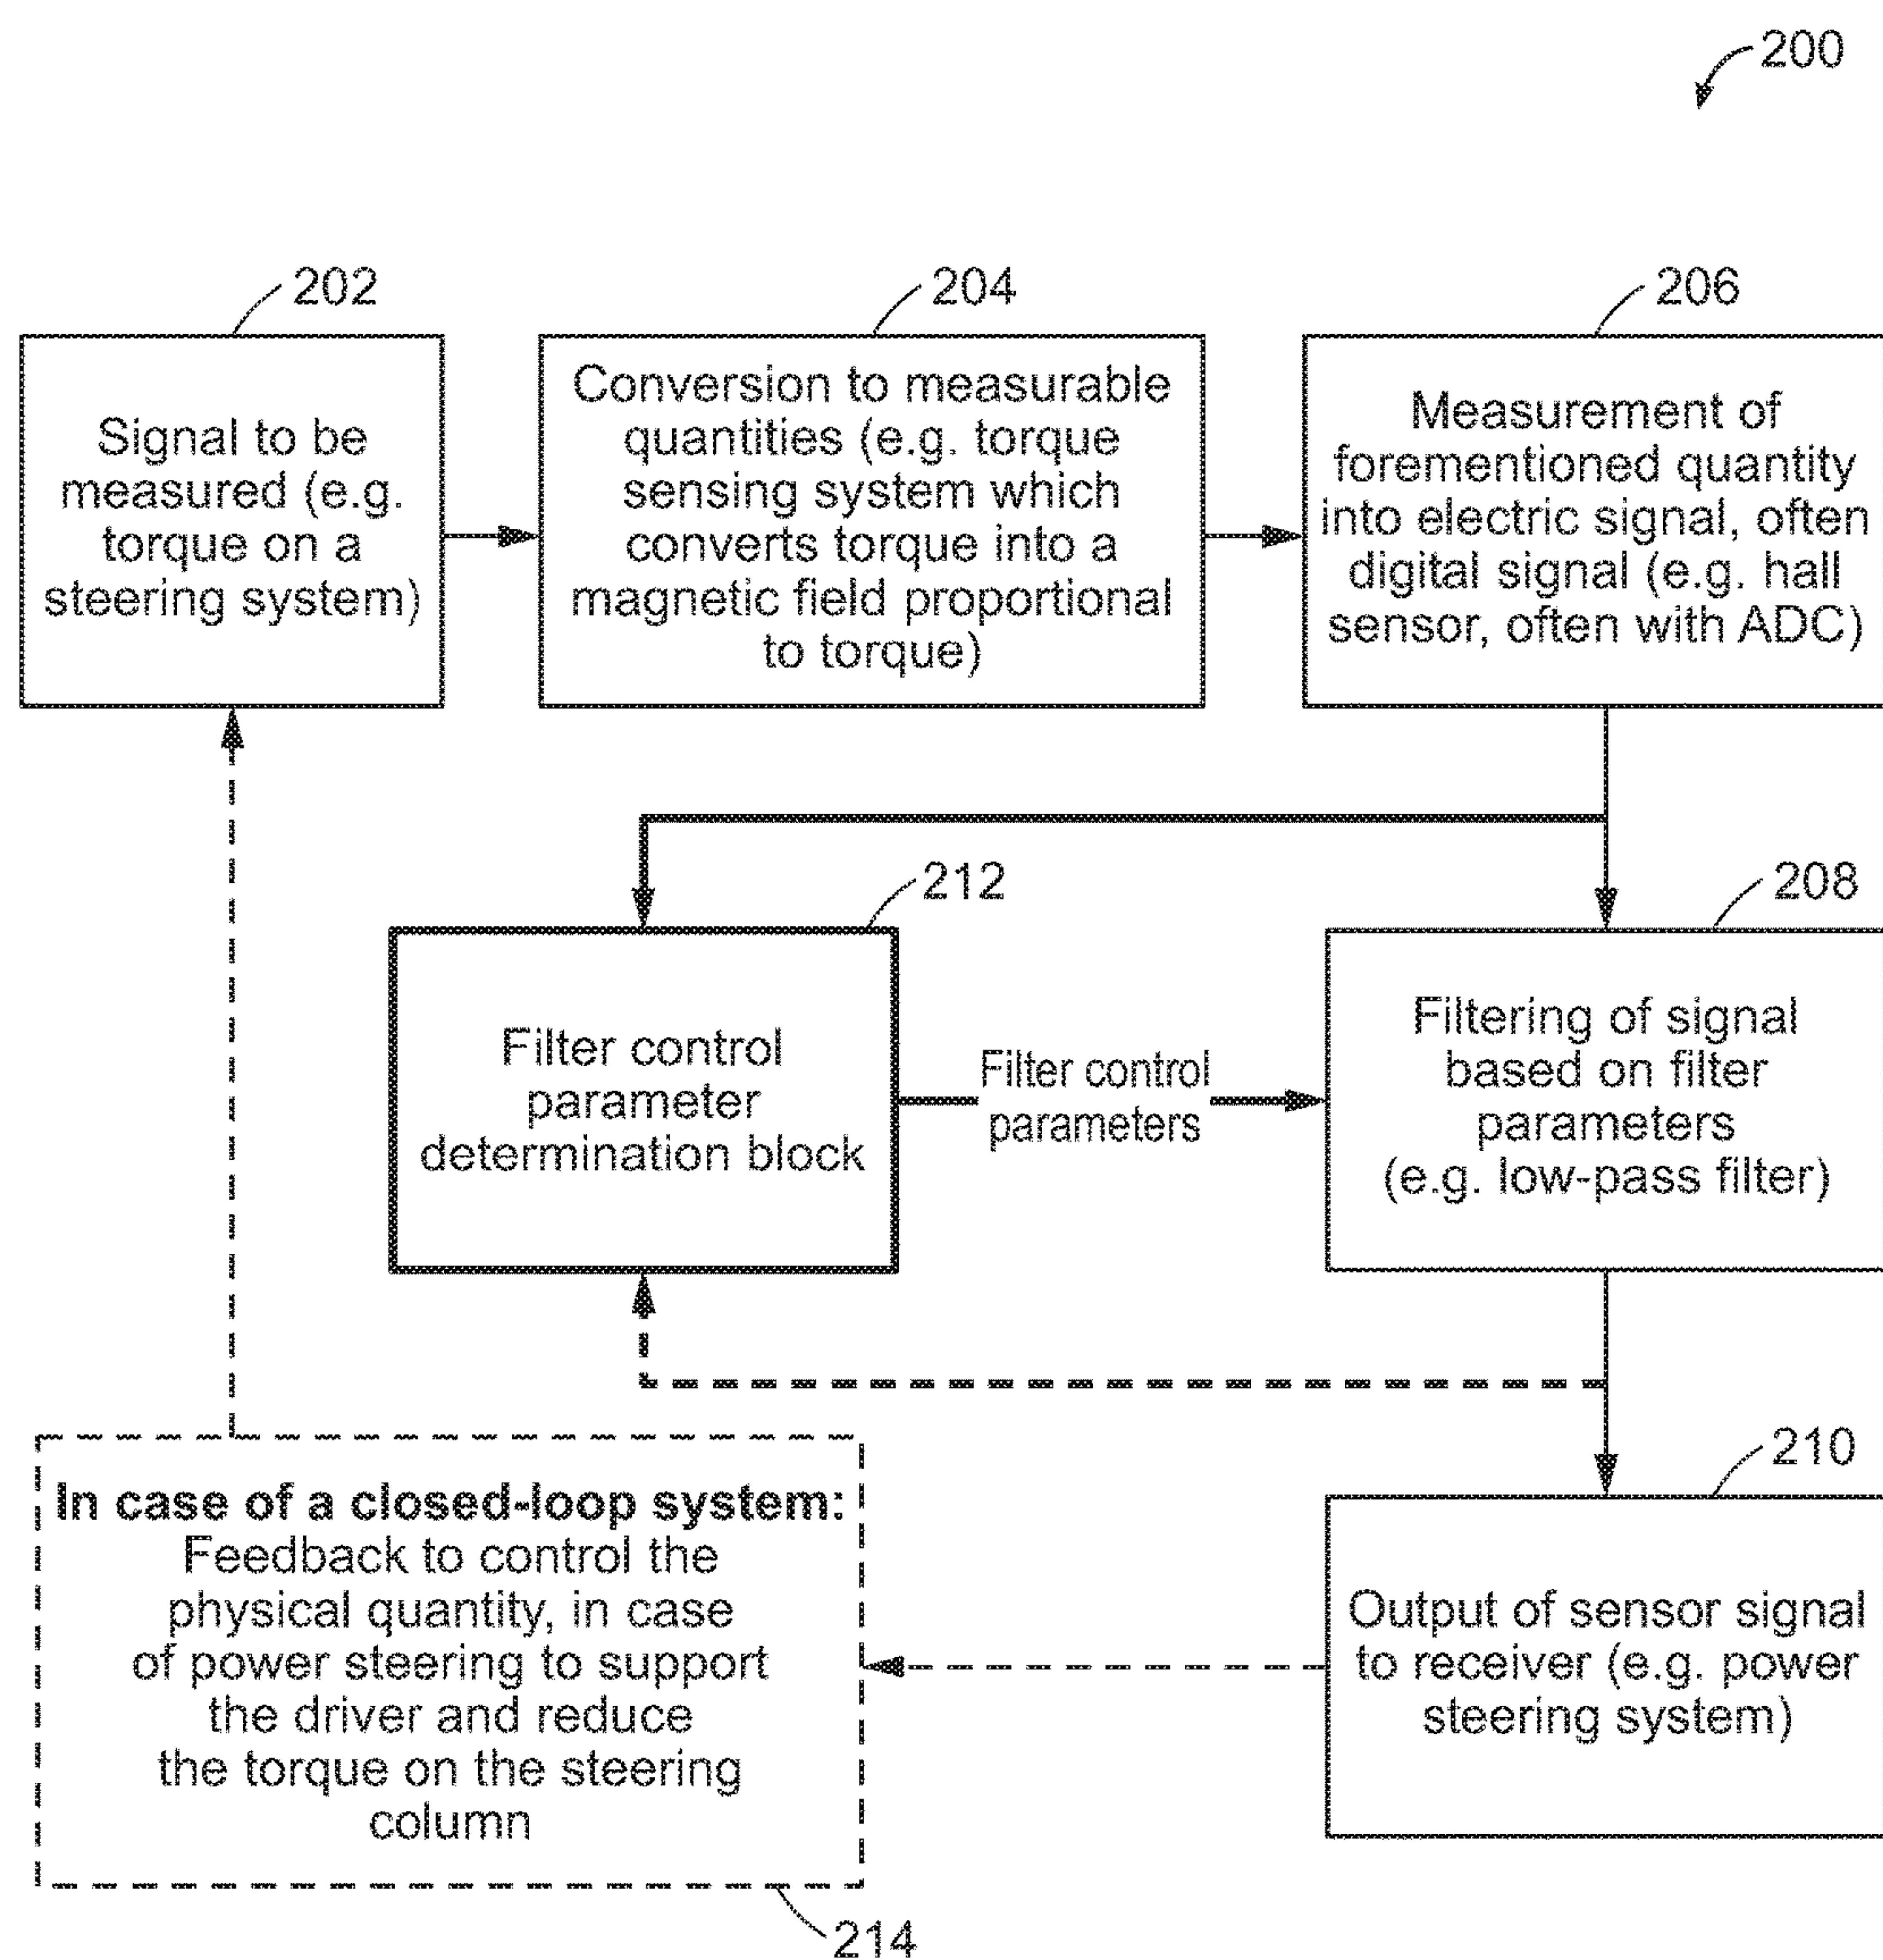 200
202
Signal to be
measured (e.g.
torque on a
steering system)
204
Conversion to measurable
quantities (e.g. torque
sensing system which
converts torque into a
magnetic field proportional
to torque)
206
Measurement of
forementioned quantity
into electric signal, often
digital signal (e.g. hall
sensor, often with ADC)
212
Filter control
parameter
determination block
Filter control
parameters
208
Filtering of signal
based on filter
parameters
(e.g. low-pass filter)
In case of a closed-loop system:
Feedback to control the
physical quantity, in case
of power steering to support
the driver and reduce
the torque on the steering
column
214
210
Output of sensor signal
to receiver (e.g. power
steering system)